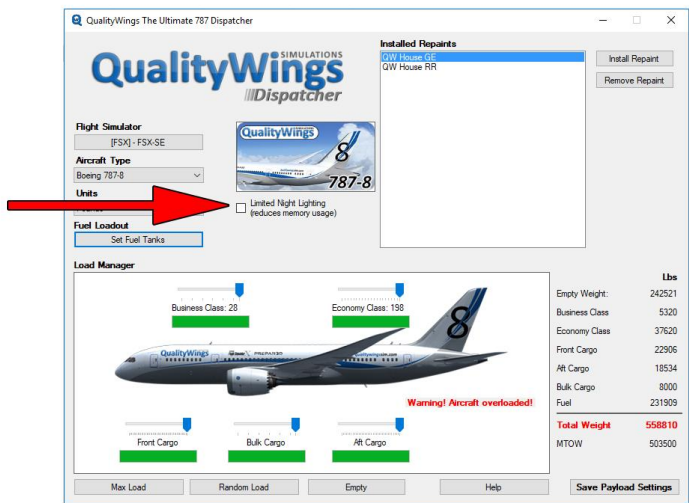 QualityWings The Ultimate 787 Dispatcher
QualityWings
SIMULATIONS
Dispatcher
Installed Repaints
QW House GE
QW House RR
Install Repaint
Remove Repaint
Flight Simulator
[FSX] - FSX-SE
Aircraft Type
Boeing 787-8
Units
QualityWings
8
787-8
Limited Night Lighting
(reduces memory usage)
Fuel Loadout
Set Fuel Tanks
Load Manager
Business Class: 28
Economy Class: 198
8
QualityWings
Warning! Aircraft overloaded!
Front Cargo
Bulk Cargo
Aft Cargo
Lbs
Empty Weight: 242521
Business Class 5320
Economy Class 37620
Front Cargo 22906
Aft Cargo 18534
Bulk Cargo 8000
Fuel 231909
Total Weight 558810
MTOW 503500
Max Load
Random Load
Empty
Help
Save Payload Settings